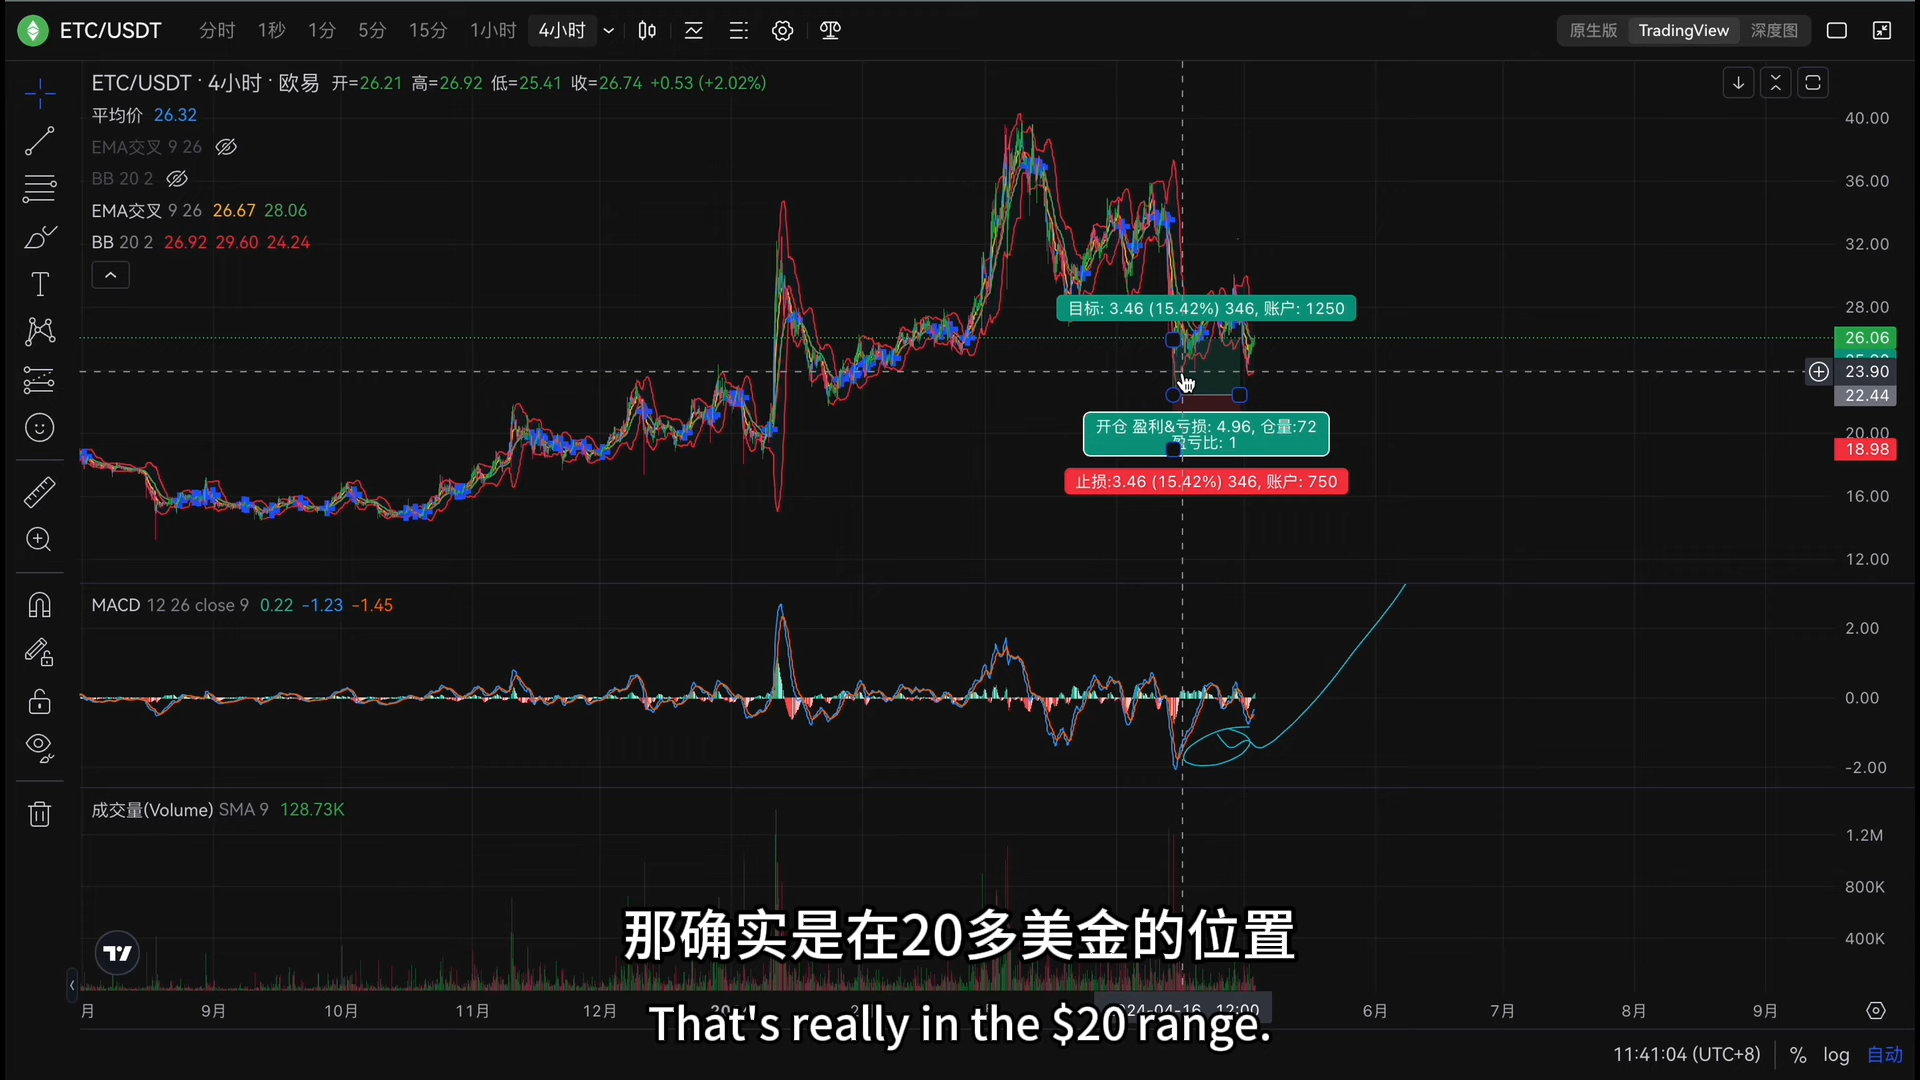 ETC/USDT 分时 1秒 1分 5分 15分 1小时 4小时 原生版 TradingView 深度图
ETC/USDT · 4小时 · 欧易 开=26.21 高=26.92 低=25.41 收=26.74 +0.53 (+2.02%)
平均价 26.32
EMA交叉 9 26
BB 20 2
EMA交叉 9 26 26.67 28.06
BB 20 2 26.92 29.60 24.24
40.00
36.00
32.00
28.00
26.06
23.90
22.44
20.00
18.98
16.00
12.00
目标: 3.46 (15.42%) 346, 账户: 1250
开仓 盈利&亏损: 4.96, 仓量:72
盈亏比: 1
止损:3.46 (15.42%) 346, 账户: 750
MACD 12 26 close 9 0.22 −1.23 −1.45
2.00
0.00
-2.00
成交量(Volume) SMA 9 128.73K
1.2M
800K
400K
那确实是在20多美金的位置
月 9月 10月 11月 12月 6月 7月 8月 9月
That's really in the $20 range.
11:41:04 (UTC+8) % log 自动